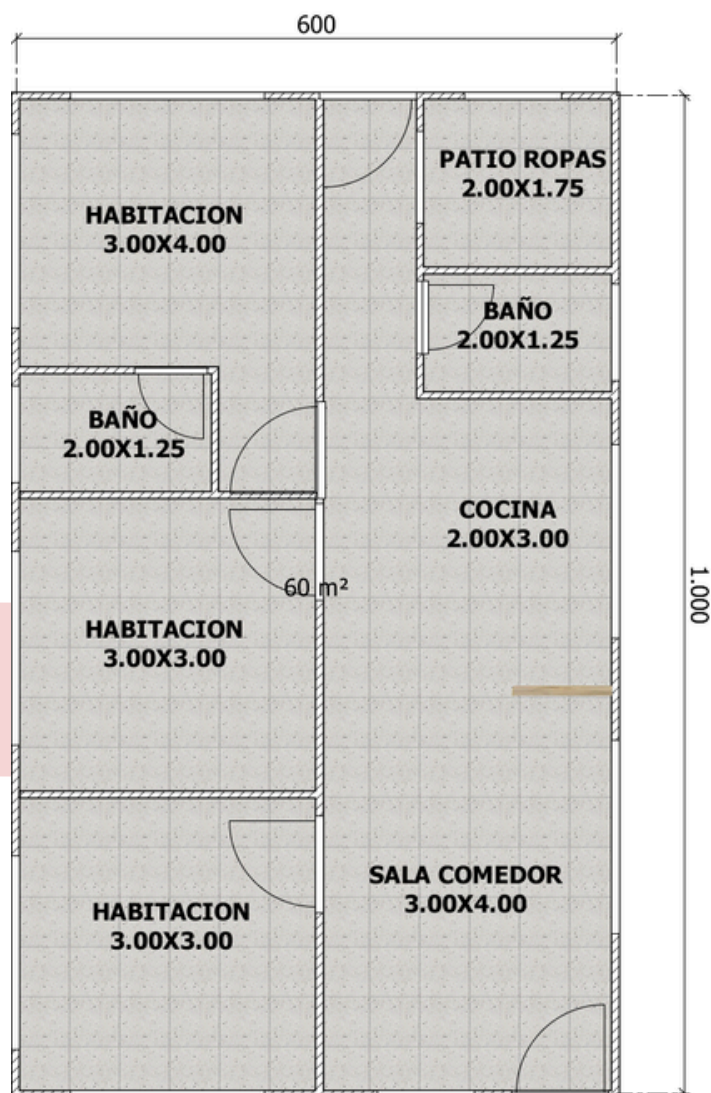 600
PATIO ROPAS
2.00X1.75
HABITACION
3.00X4.00
BAÑO
2.00X1.25
BAÑO
2.00X1.25
COCINA
2.00X3.00
60 m²
1.000
HABITACION
3.00X3.00
SALA COMEDOR
3.00X4.00
HABITACION
3.00X3.00